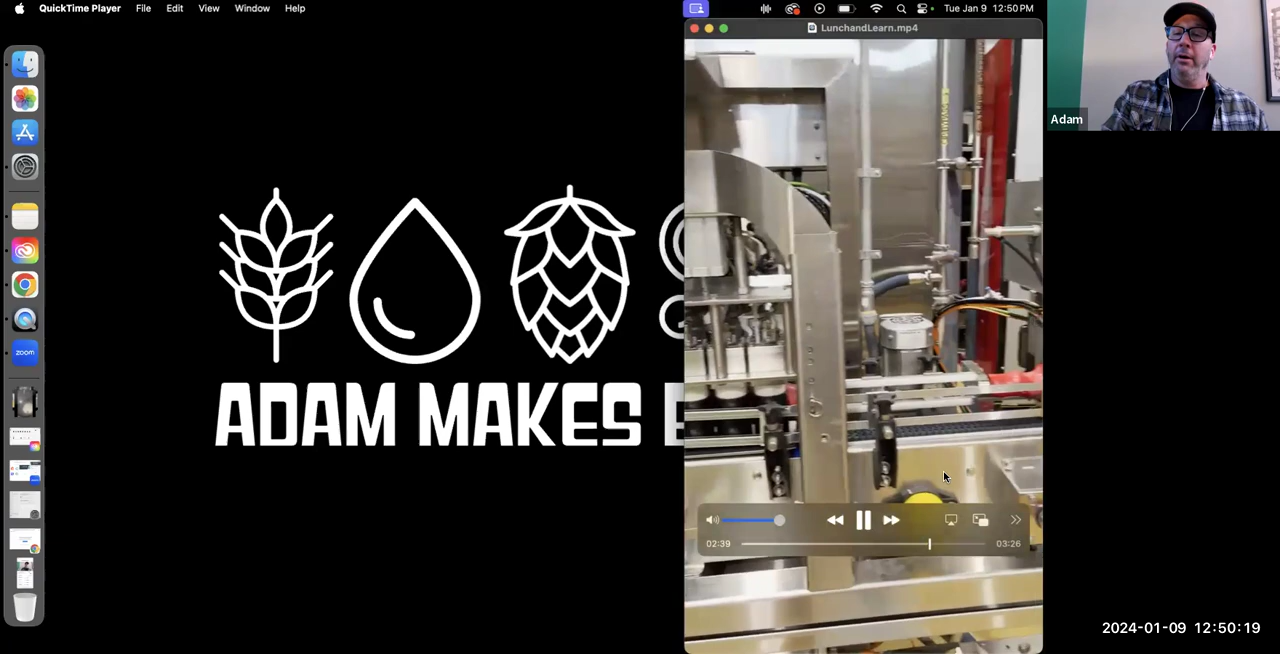 QuickTime Player File Edit View Window Help
Tue Jan 9 12:50 PM
LunchandLearn.mp4
Adam
zoom
ADAM MAKES
02:39
03:26
2024-01-09 12:50:19